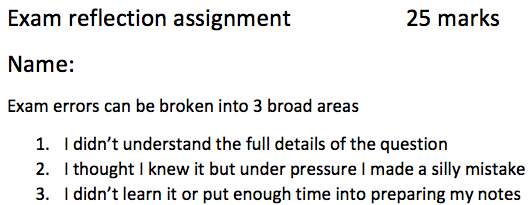 Exam reflection assignment 25 marks
Name:
Exam errors can be broken into 3 broad areas
1. I didn’t understand the full details of the question
2. I thought I knew it but under pressure I made a silly mistake
3. I didn’t learn it or put enough time into preparing my notes